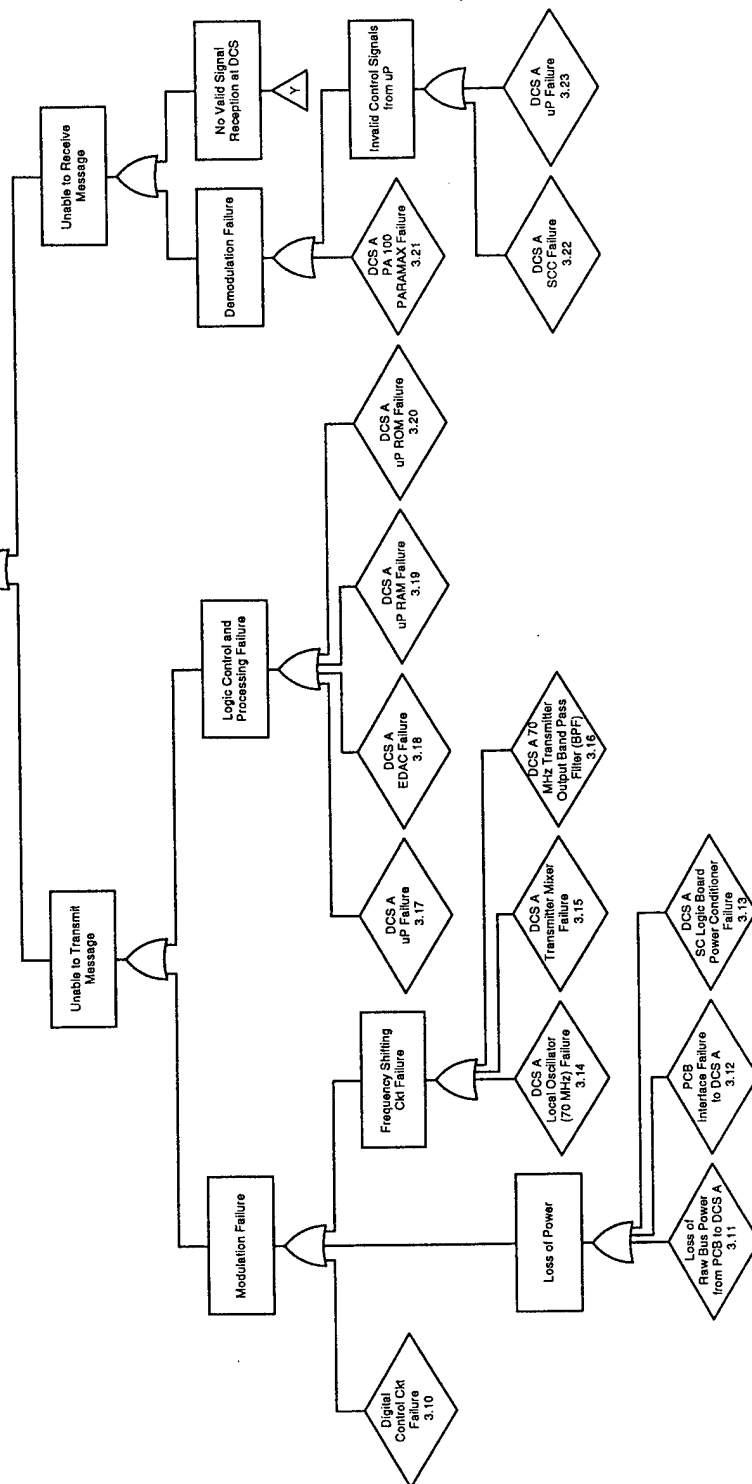 Unable to Transmit
Message
Unable to Receive
Message
Modulation Failure
Logic Control and
Processing Failure
Demodulation Failure
No Valid Signal
Reception at DCS
Y
Digital
Control Ckt
Failure
3.10
Loss of Power
Frequency Shifting
Ckt Failure
DCS A
uP Failure
3.17
DCS A
EDAC Failure
3.18
DCS A
uP RAM Failure
3.19
DCS A
uP ROM Failure
3.20
DCS A
PA 100
PARAMAX Failure
3.21
Invalid Control Signals
from uP
Loss of
Raw Bus Power
from PCB to DCS A
3.11
PCB
Interface Failure
to DCS A
3.12
DCS A
SC Logic Board
Power Conditioner
Failure
3.13
DCS A
Local Oscillator
(70 MHz) Failure
3.14
DCS A
Transmitter Mixer
Failure
3.15
DCS A 70
MHz Transmitter
Output Band Pass
Filter (BPF)
3.16
DCS A
SCC Failure
3.22
DCS A
uP Failure
3.23